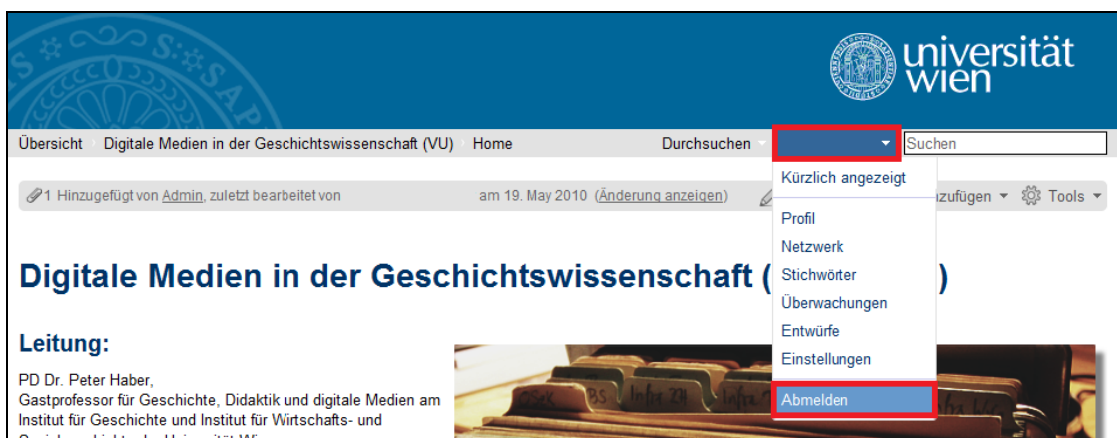 universität
wien
Übersicht Digitale Medien in der Geschichtswissenschaft (VU) Home Durchsuchen Suchen
Kürzlich angezeigt
1 Hinzugefügt von Admin, zuletzt bearbeitet von am 19. May 2010 (Änderung anzeigen) Tools
Profil
Netzwerk
Stichwörter
Überwachungen
Entwürfe
Einstellungen
Abmelden
Digitale Medien in der Geschichtswissenschaft ( )
Leitung:
PD Dr. Peter Haber,
Gastprofessor für Geschichte, Didaktik und digitale Medien am
Institut für Geschichte und Institut für Wirtschafts- und